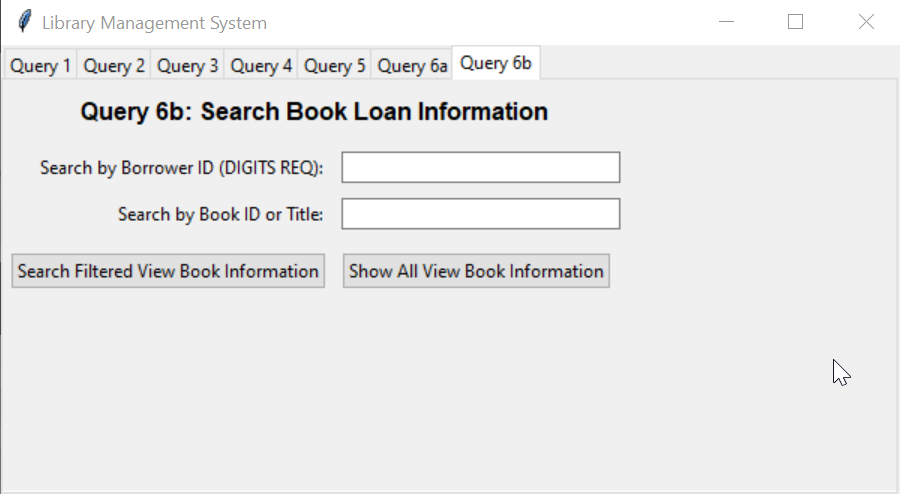 Library Management System
Query 1 Query 2 Query 3 Query 4 Query 5 Query 6a Query 6b
Query 6b: Search Book Loan Information
Search by Borrower ID (DIGITS REQ):
Search by Book ID or Title:
Search Filtered View Book Information Show All View Book Information